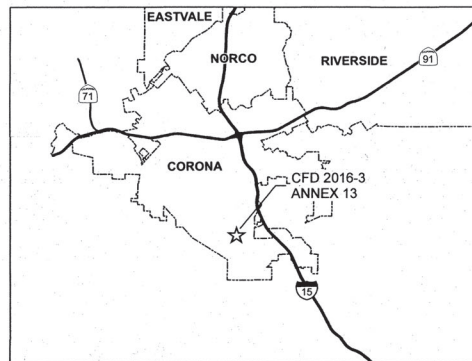 EASTVALE
NORCO
RIVERSIDE
91
71
CORONA
CFD 2016-3
ANNEX 13
15